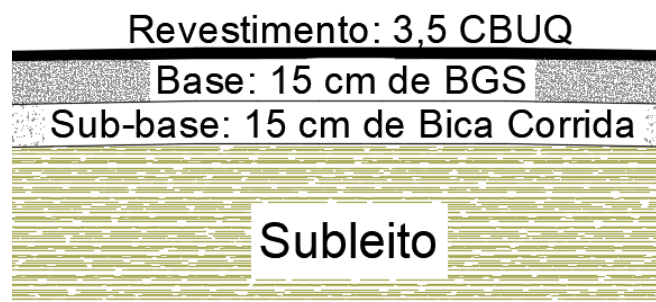 Revestimento: 3,5 CBUQ
Base: 15 cm de BGS
Sub-base: 15 cm de Bica Corrida
Subleito